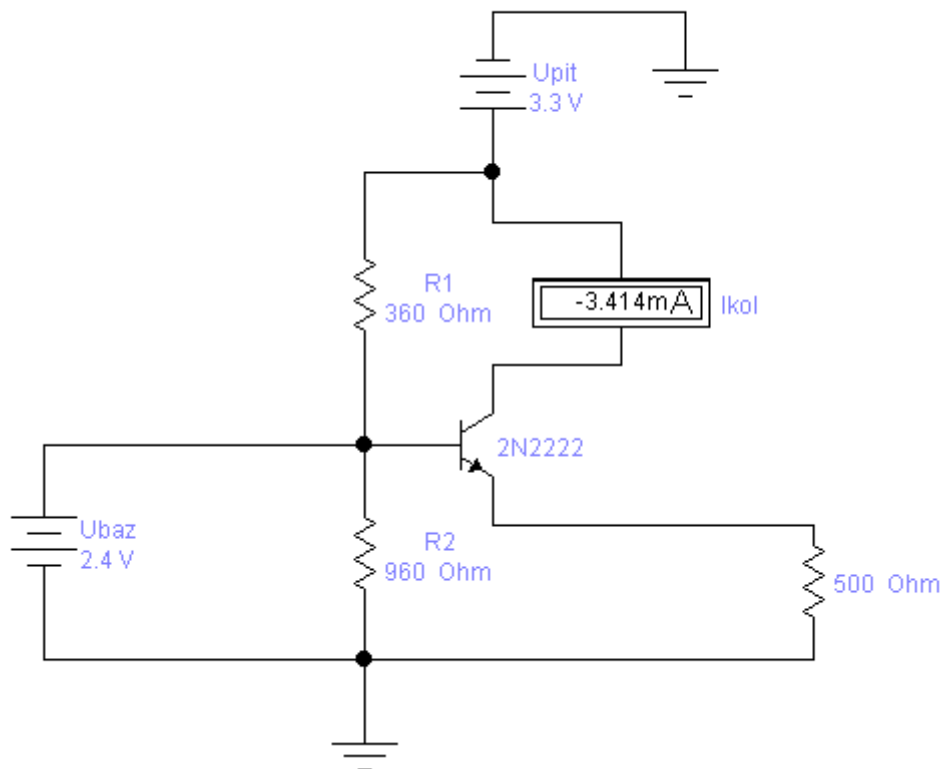 Upit
3.3 V
R1
360 Ohm
-3.414mA
Ikol
2N2222
Ubaz
2.4 V
R2
960 Ohm
500 Ohm